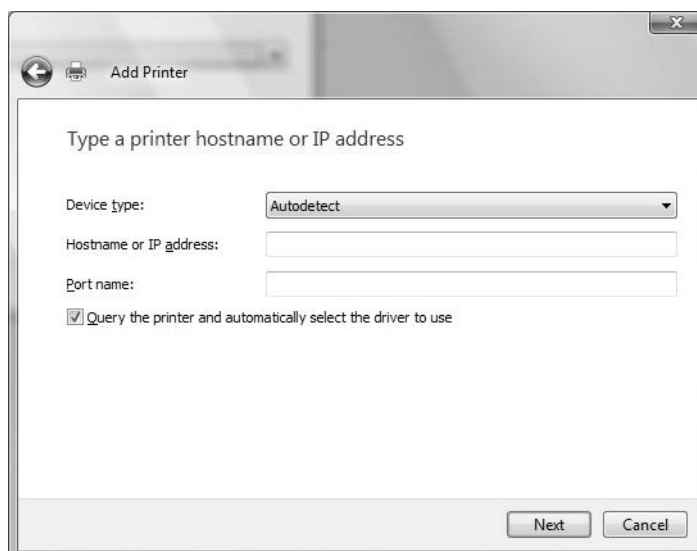 Add Printer
Type a printer hostname or IP address
Device type: Autodetect
Hostname or IP address:
Port name:
Query the printer and automatically select the driver to use
Next Cancel